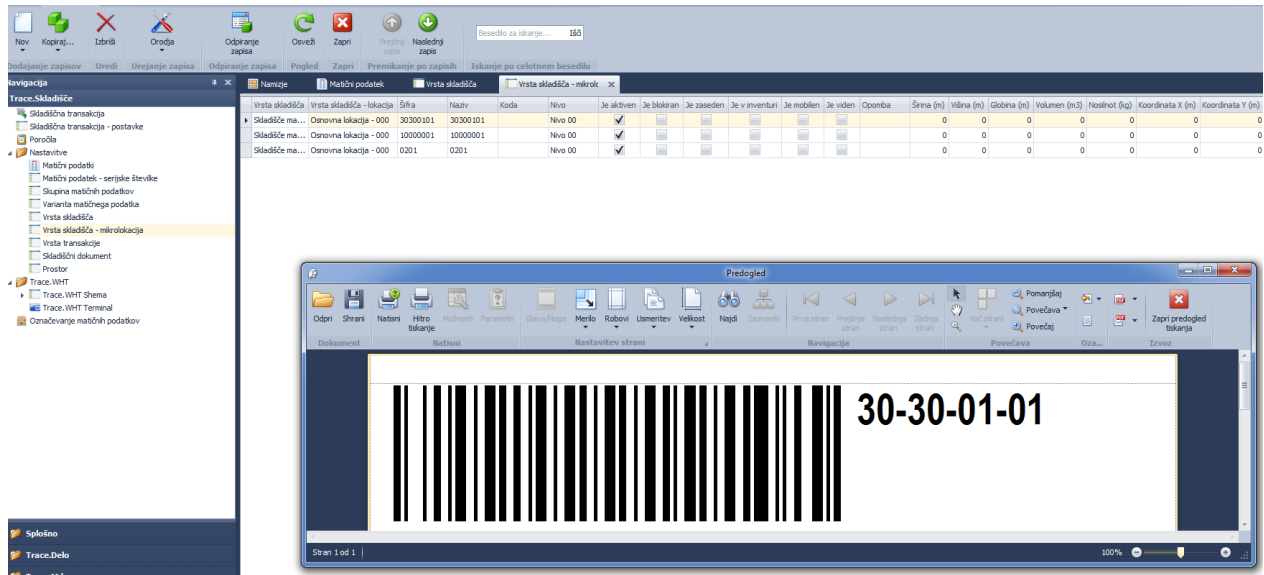 Nov Kopiraj... Izbriši Orodja Odpiranje zapisa Osveži Zapri Prejšnji zapis Naslednji zapis Besedilo za iskanje... Išči
Dodajanje zapisov Uredi Urejanje zapisa Odpiranje zapisa Pogled Zapri Premikanje po zapisih Iskanje po celotnem besedilu
Navigacija
Namizje Matični podatek Vrsta skladišča Vrsta skladišča - mikrolok
Trace.Skladišče
Skladiščna transakcija
Skladiščna transakcija - postavke
Poročila
Nastavitve
Matični podatki
Matični podatek - serijske številke
Skupina matičnih podatkov
Varianta matičnega podatka
Vrsta skladišča
Vrsta skladišča - mikrolokacija
Vrsta transakcije
Skladiščni dokument
Prostor
Trace.WHT
Trace.WHT Shema
Trace.WHT Terminal
Označevanje matičnih podatkov
Splošno
Trace.Delo
Vrsta skladišča Vrsta skladišča - lokacija Šifra Naziv Koda Nivo Je aktiven Je blokiran Je zaseden Je v inventuri Je mobilen Je viden Opomba Širina (m) Višina (m) Globina (m) Volumen (m3) Nosilnot (kg) Koordinata X (m) Koordinata Y (m)
Skladišče ma... Osnovna lokacija - 000 30300101 30300101 Nivo 00 0 0 0 0 0 0 0
Skladišče ma... Osnovna lokacija - 000 10000001 10000001 Nivo 00 0 0 0 0 0 0 0
Skladišče ma... Osnovna lokacija - 000 0201 0201 Nivo 00 0 0 0 0 0 0 0
Predogled
Odpri Shrani Natisni Hitro tiskanje Možnosti Parametri Glava/Noga Merilo Robovi Usmeritev Velikost Najdi Zaznamki Prva stran Prejšnja stran Naslednja stran Zadnja stran Več strani Pomanjšaj Povečava Povečaj Zapri predogled tiskanja
Dokument Natisni Nastavitev strani Navigacija Povečava Oza... Izvoz
30-30-01-01
Stran 1 od 1 100%